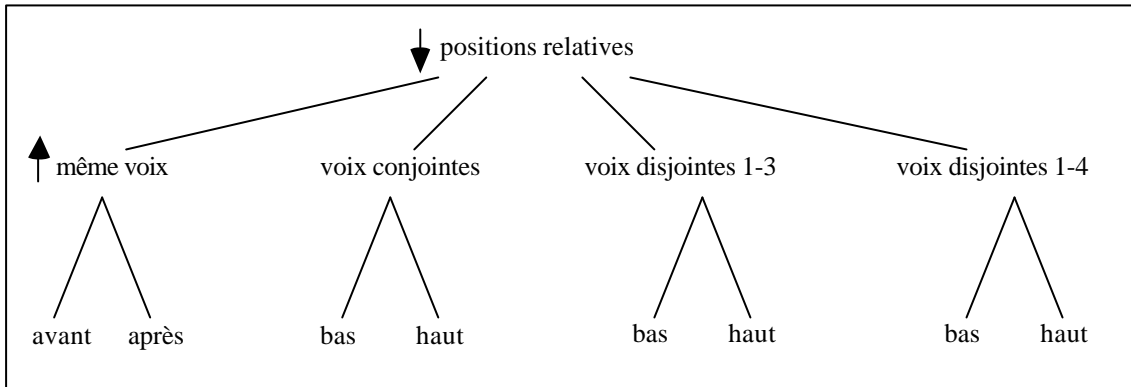 positions relatives
même voix voix conjointes voix disjointes 1-3 voix disjointes 1-4
avant après bas haut bas haut bas haut